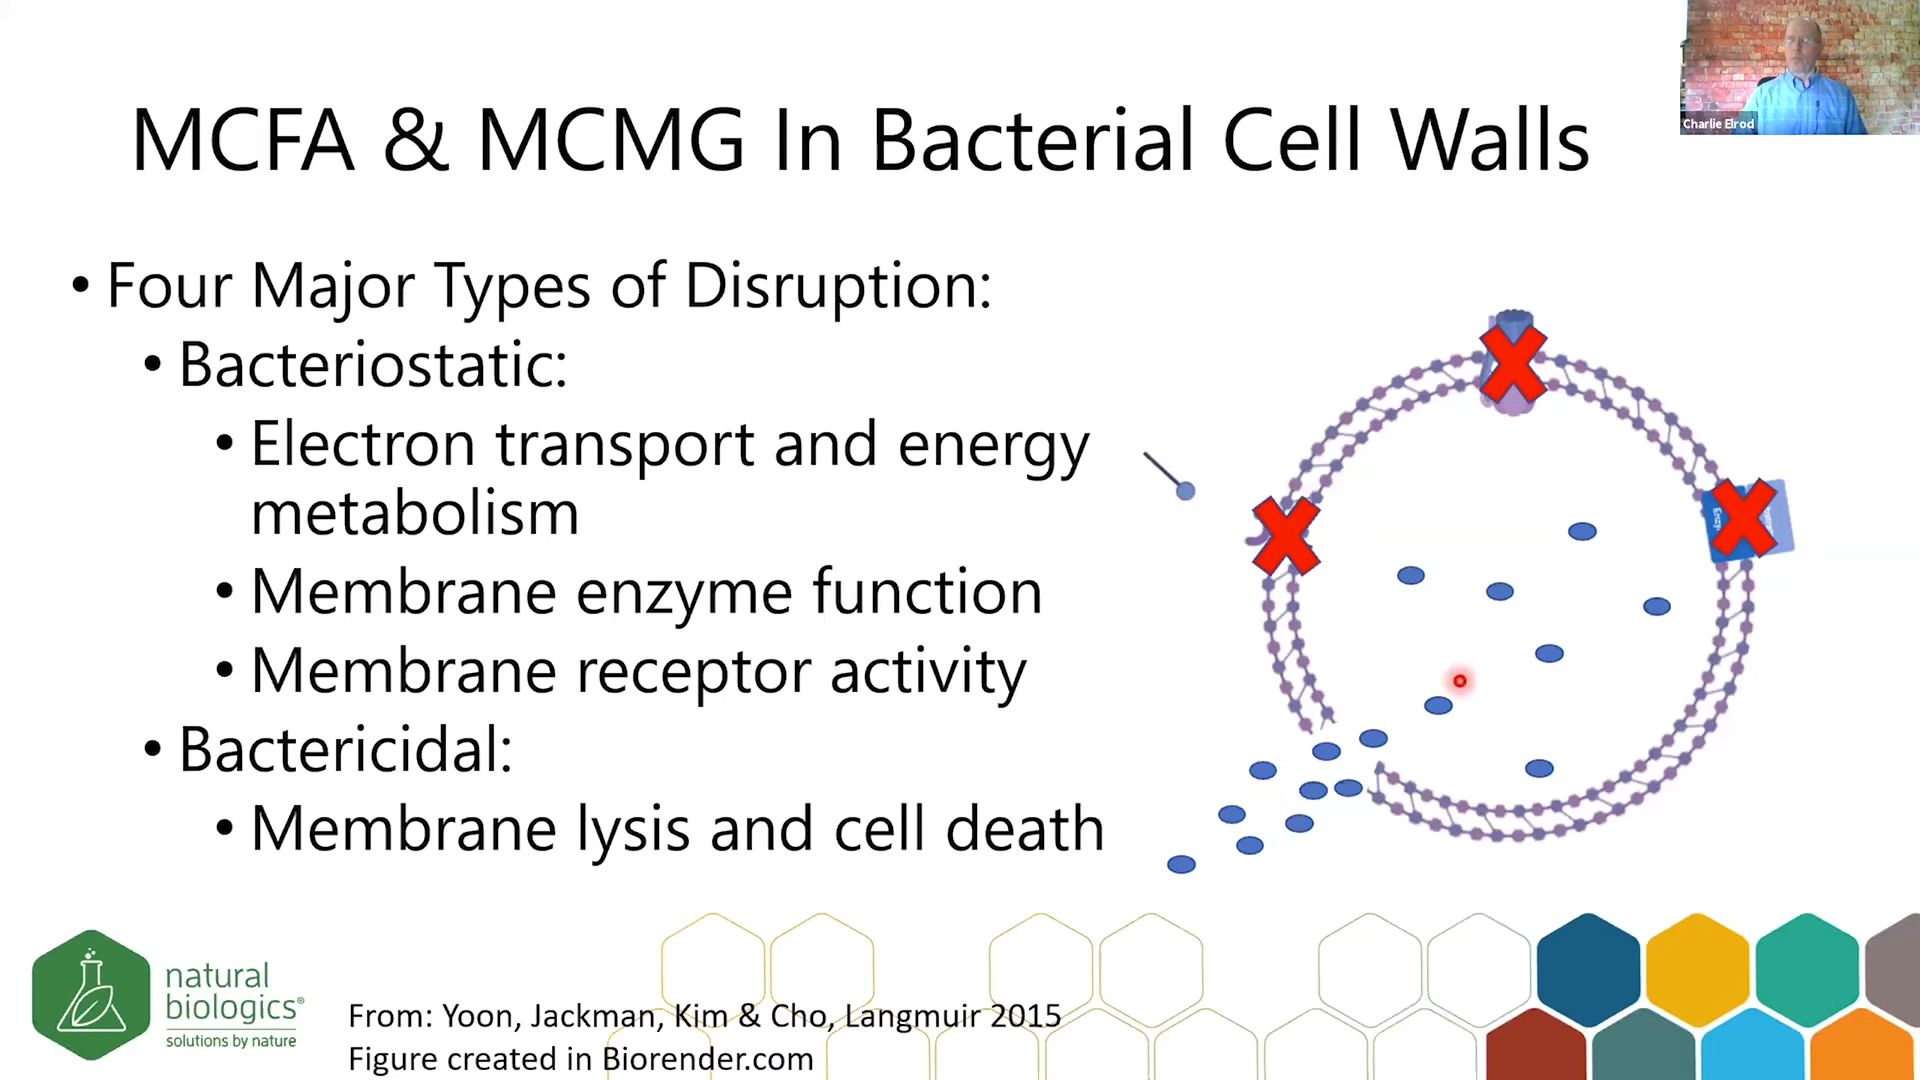 Charlie Elrod
MCFA & MCMG In Bacterial Cell Walls
• Four Major Types of Disruption:
• Bacteriostatic:
• Electron transport and energy
metabolism
• Membrane enzyme function
• Membrane receptor activity
• Bactericidal:
• Membrane lysis and cell death
natural
biologics®
solutions by nature
From: Yoon, Jackman, Kim & Cho, Langmuir 2015
Figure created in Biorender.com